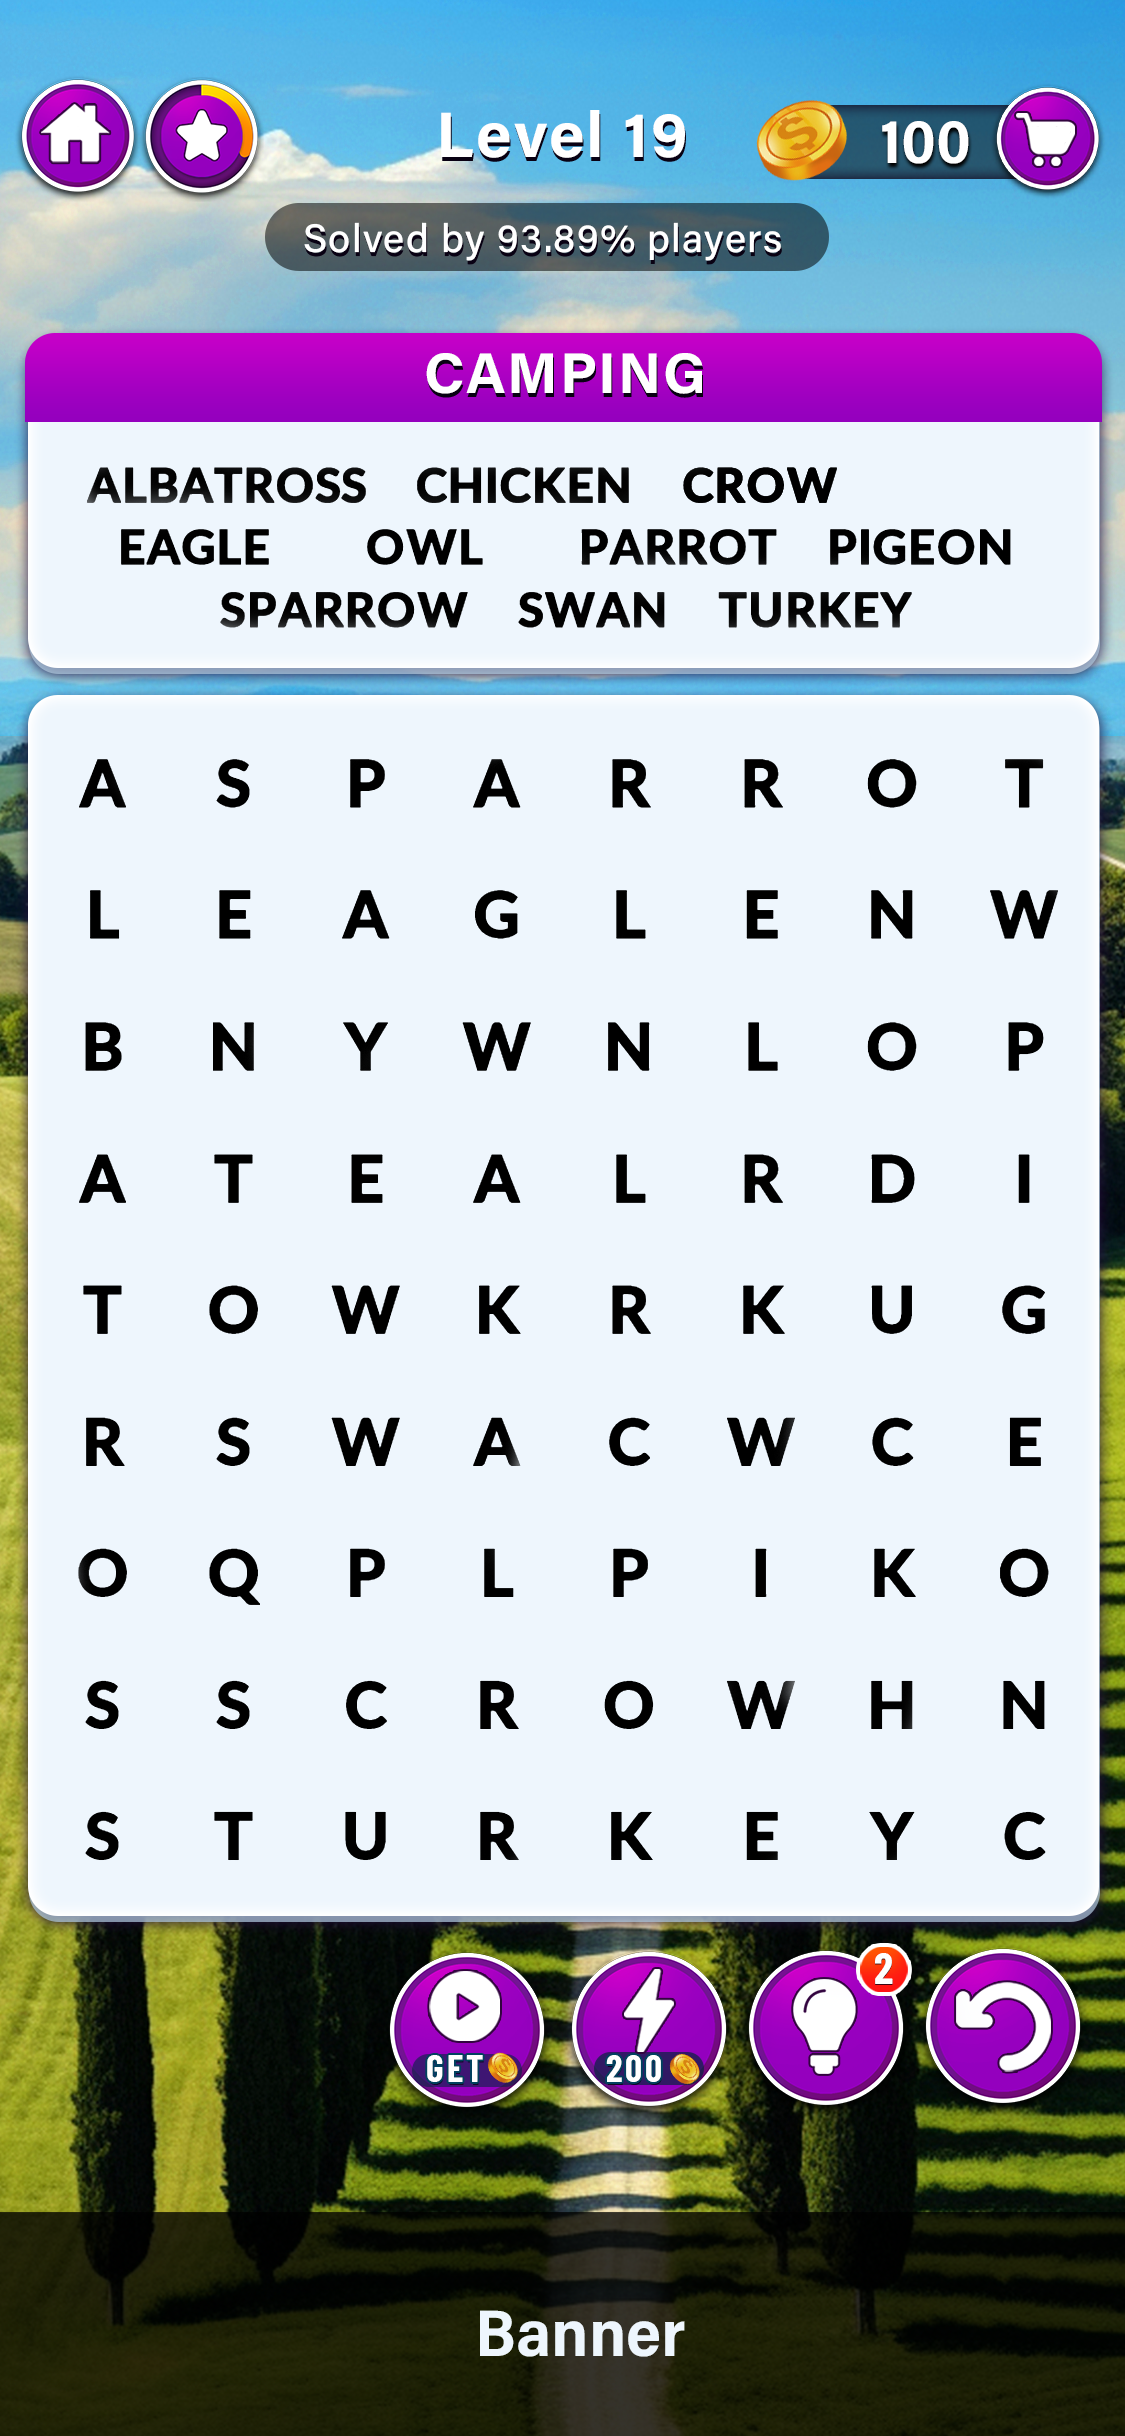 Level 19
100
Solved by 93.89% players
CAMPING
ALBATROSS CHICKEN CROW
EAGLE OWL PARROT PIGEON
SPARROW SWAN TURKEY
A S P A R R O T
L E A G L E N W
B N Y W N L O P
A T E A L R D I
T O W K R K U G
R S W A C W C E
O Q P L P I K O
S S C R O W H N
S T U R K E Y C
2
GET 200
Banner